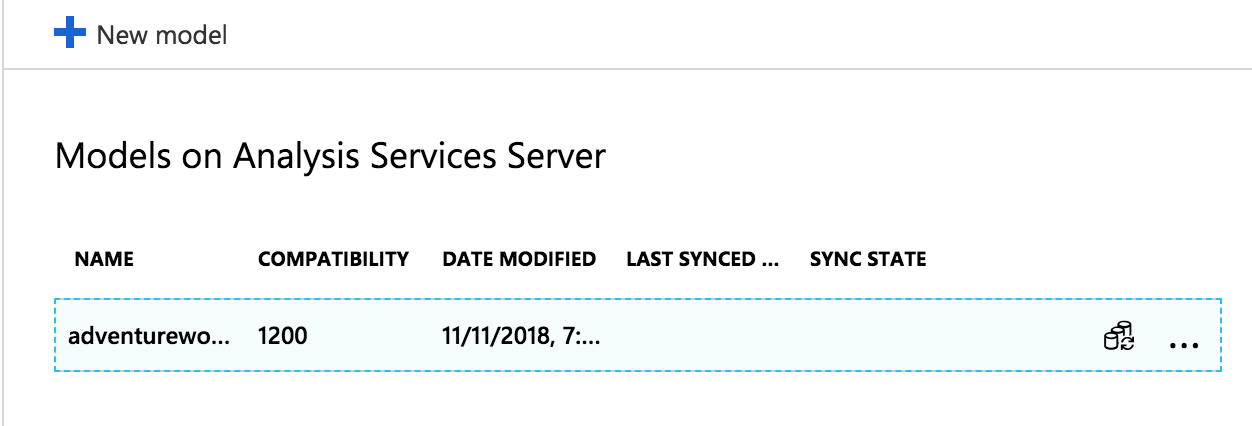 New model
Models on Analysis Services Server
NAME COMPATIBILITY DATE MODIFIED LAST SYNCED ... SYNC STATE
adventurewo... 1200 11/11/2018, 7:...